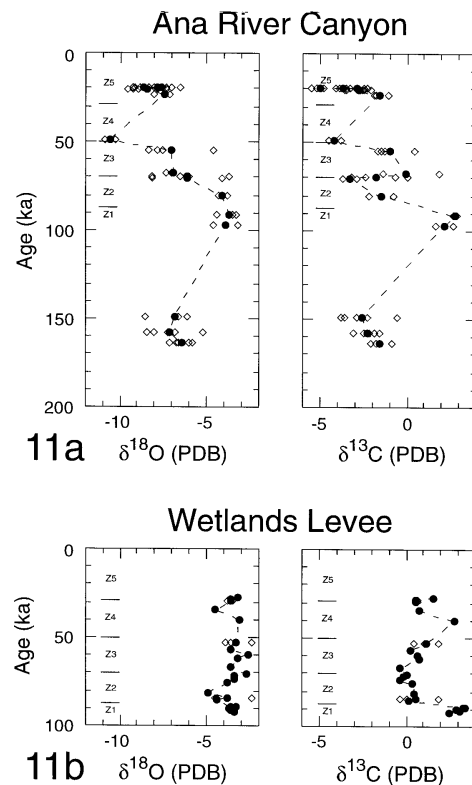 Ana River Canyon
0
50
100
150
200
Age (ka)
Z5
Z4
Z3
Z2
Z1
Z5
Z4
Z3
Z2
Z1
-10
-5
-5
0
11a
δ18O (PDB)
δ13C (PDB)
Wetlands Levee
0
50
100
Age (ka)
Z5
Z4
Z3
Z2
Z1
Z5
Z4
Z3
Z2
Z1
-10
-5
-5
0
11b
δ18O (PDB)
δ13C (PDB)